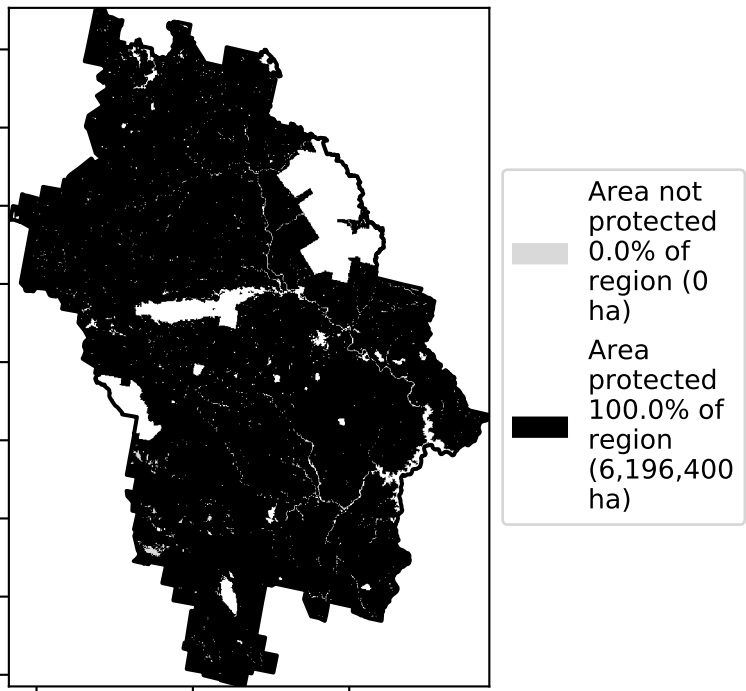 Area not
protected
0.0% of
region (0
ha)
Area
protected
100.0% of
region
(6,196,400
ha)